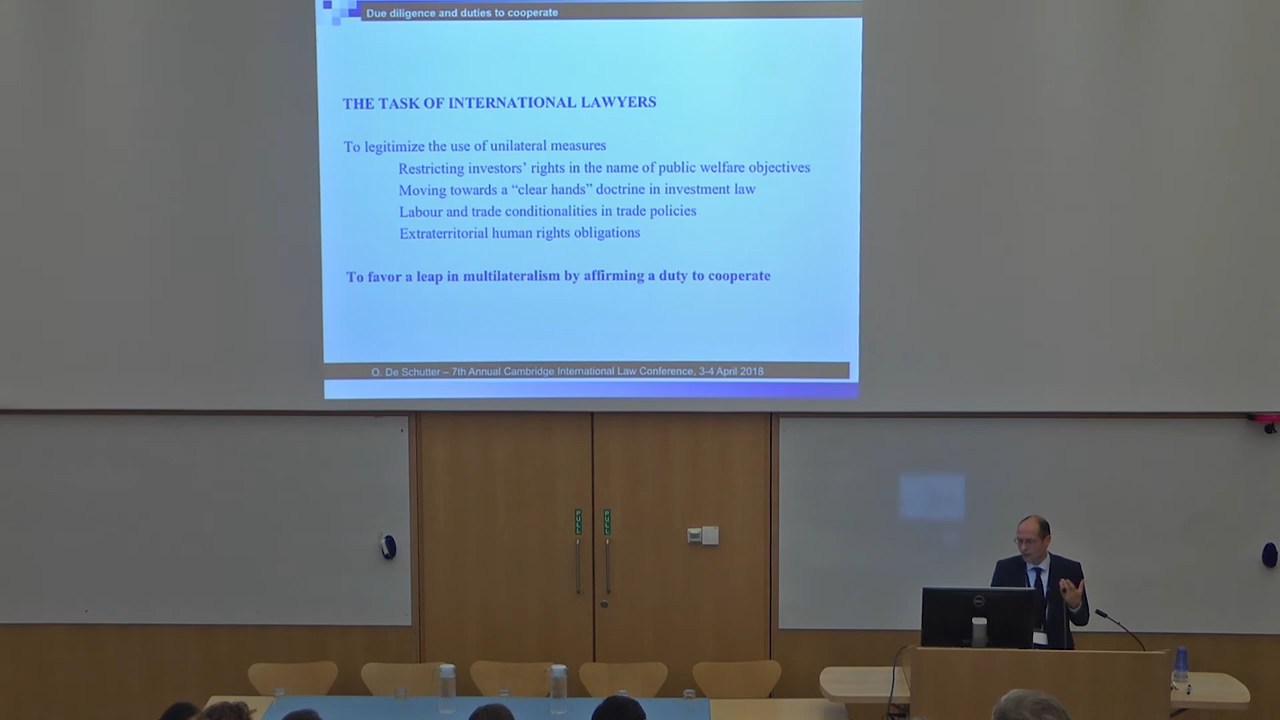 Due diligence and duties to cooperate
THE TASK OF INTERNATIONAL LAWYERS
To legitimize the use of unilateral measures
Restricting investors’ rights in the name of public welfare objectives
Moving towards a “clear hands” doctrine in investment law
Labour and trade conditionalities in trade policies
Extraterritorial human rights obligations
To favor a leap in multilateralism by affirming a duty to cooperate
O. De Schutter – 7th Annual Cambridge International Law Conference, 3-4 April 2018
PULL
PULL
DELL